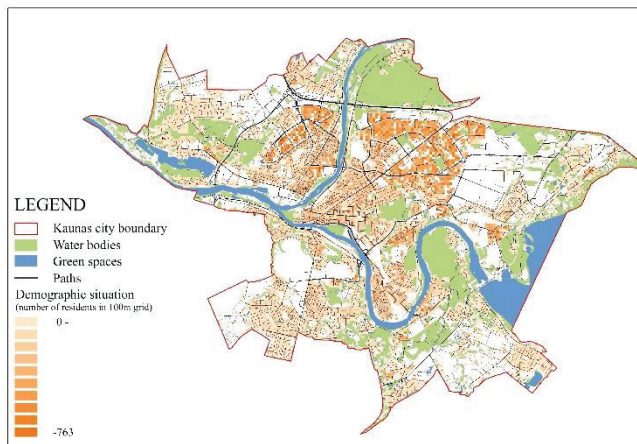 LEGEND
Kaunas city boundary
Water bodies
Green spaces
Paths
Demographic situation
(number of residents in 100m grid)
0 -
-763